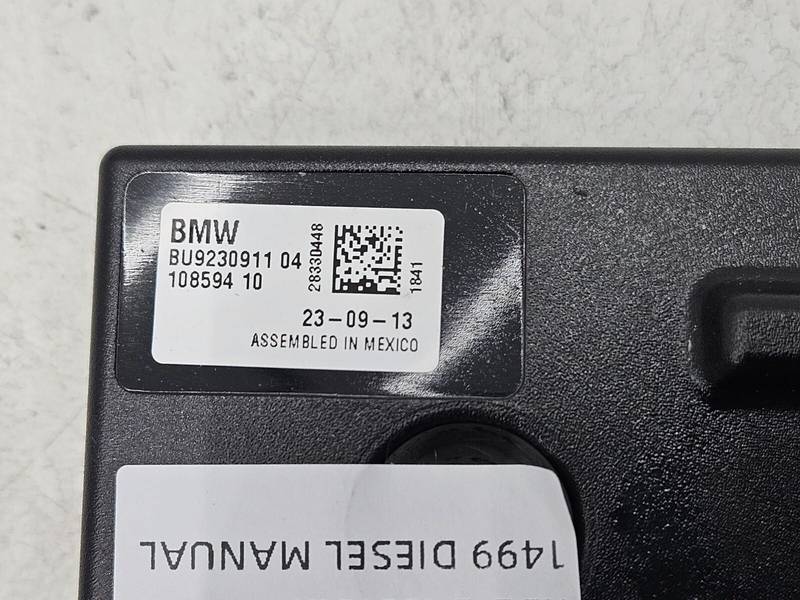 BMW
BU9230911 04
108594 10
28330448
1841
23-09-13
ASSEMBLED IN MEXICO
1499 DIESEL MANUAL